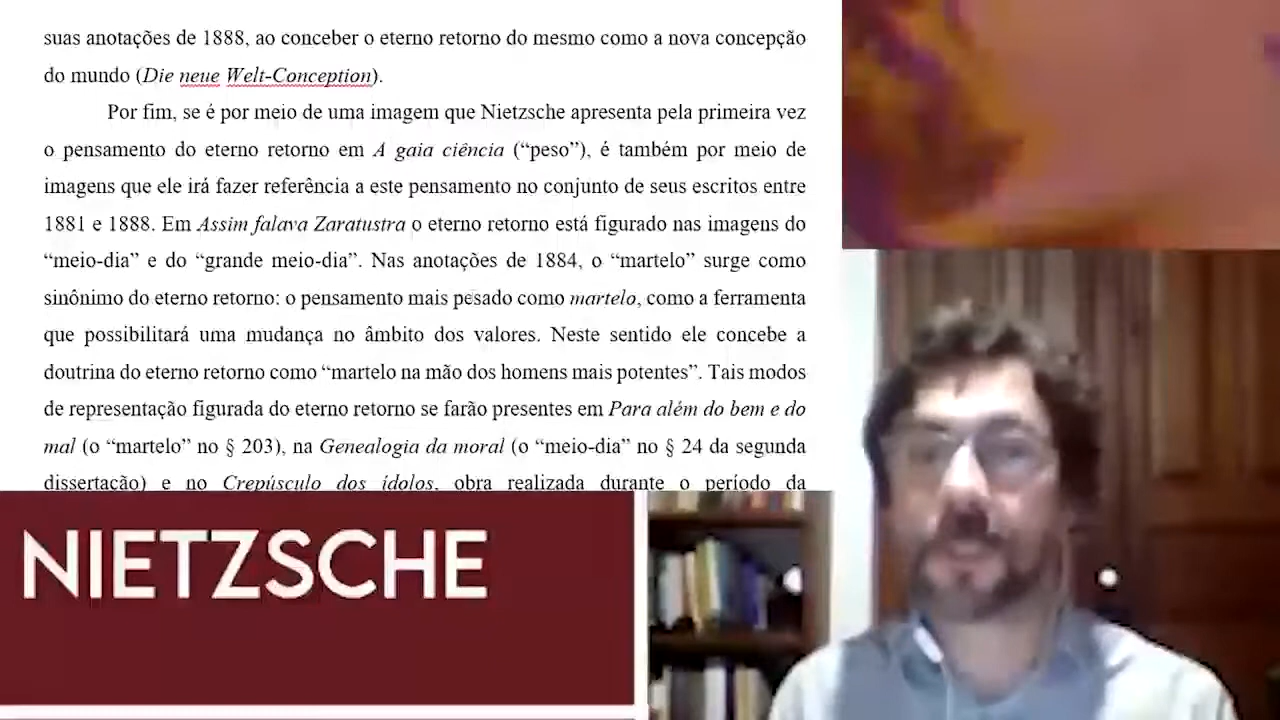 suas anotações de 1888, ao conceber o eterno retorno do mesmo como a nova concepção
do mundo (Die neue Welt-Conception).
Por fim, se é por meio de uma imagem que Nietzsche apresenta pela primeira vez
o pensamento do eterno retorno em A gaia ciência (“peso”), é também por meio de
imagens que ele irá fazer referência a este pensamento no conjunto de seus escritos entre
1881 e 1888. Em Assim falava Zaratustra o eterno retorno está figurado nas imagens do
“meio-dia” e do “grande meio-dia”. Nas anotações de 1884, o “martelo” surge como
sinônimo do eterno retorno: o pensamento mais pesado como martelo, como a ferramenta
que possibilitará uma mudança no âmbito dos valores. Neste sentido ele concebe a
doutrina do eterno retorno como “martelo na mão dos homens mais potentes”. Tais modos
de representação figurada do eterno retorno se farão presentes em Para além do bem e do
mal (o “martelo” no § 203), na Genealogia da moral (o “meio-dia” no § 24 da segunda
dissertação) e no Crepúsculo dos ídolos, obra realizada durante o período da
NIETZSCHE